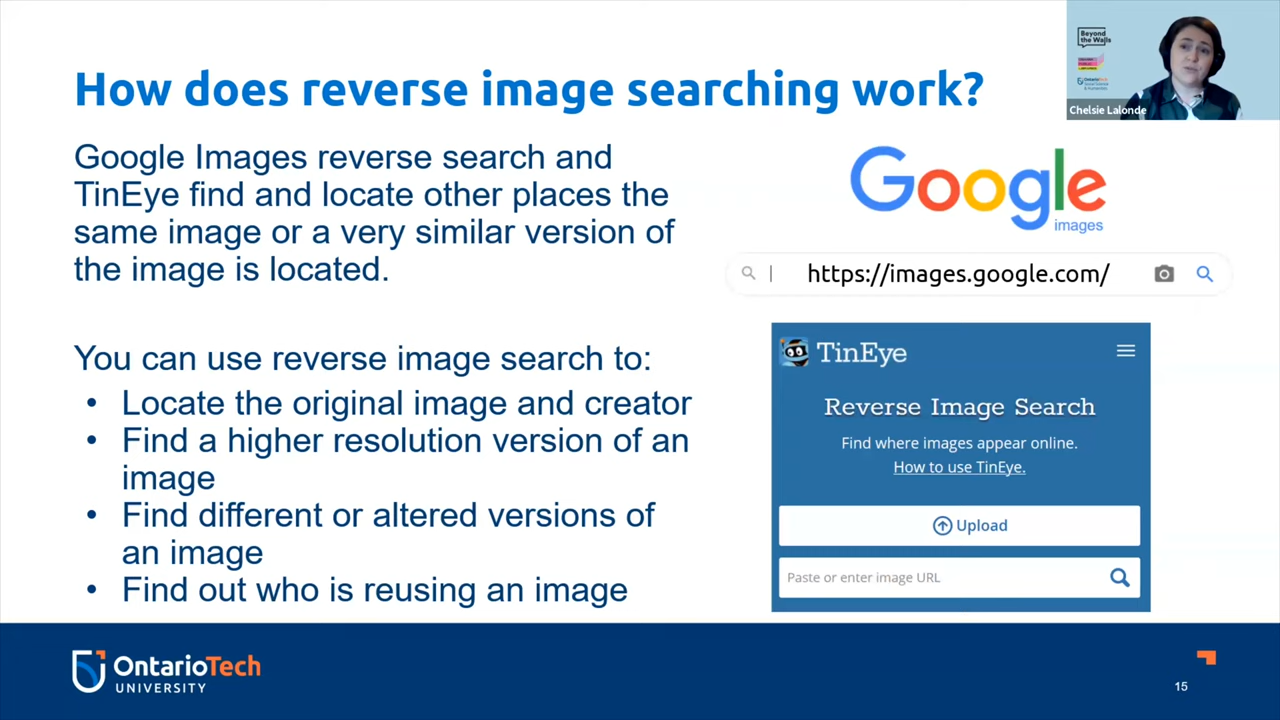 How does reverse image searching work?
Google Images reverse search and
TinEye find and locate other places the
same image or a very similar version of
the image is located.
You can use reverse image search to:
• Locate the original image and creator
• Find a higher resolution version of an
image
• Find different or altered versions of
an image
• Find out who is reusing an image
Beyond
the Walls
OntarioTech
Chelsie Lalonde
Google
images
https://images.google.com/
TinEye
Reverse Image Search
Find where images appear online.
How to use TinEye.
Upload
Paste or enter image URL
OntarioTech
UNIVERSITY
15